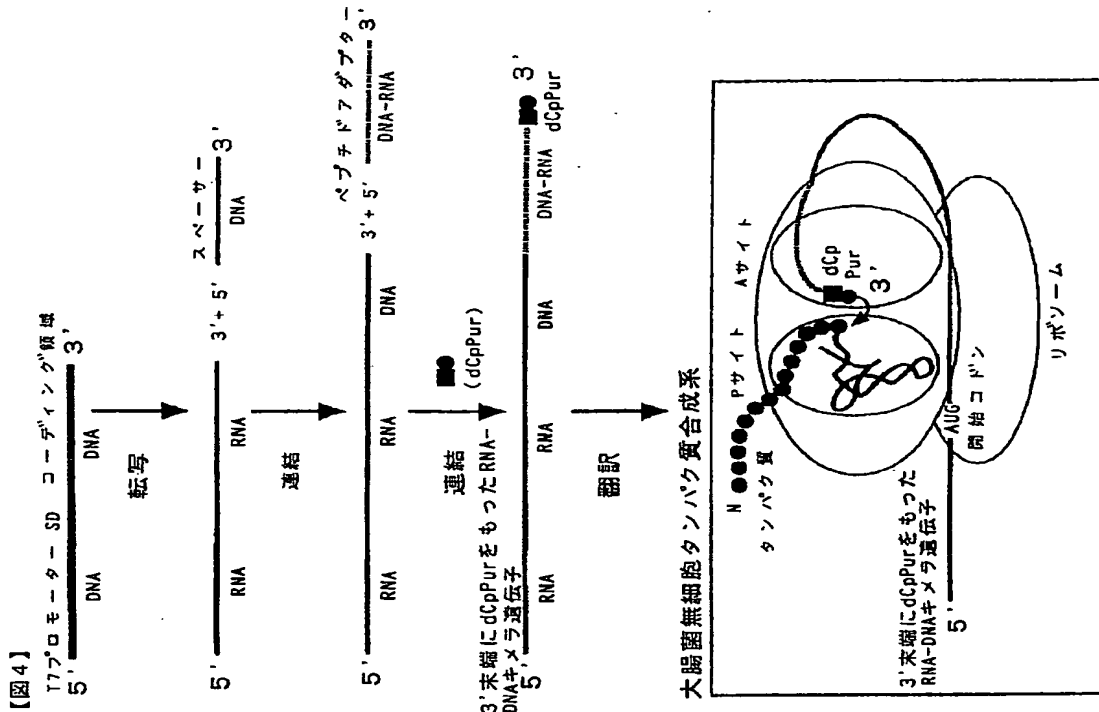 【図4】
T7プロモーター SD コーディング領域
5' 3'
DNA DNA
転写
スペーサー
5' 3'+ 5' 3'
RNA RNA DNA
連結
ペプチドアダプター
5' 3'+ 5' 3'
RNA RNA DNA DNA-RNA
連結
(dCpPur)
3'末端にdCpPurをもったRNA-
DNAキメラ遺伝子
5' 3'
RNA RNA DNA DNA-RNA dCpPur
翻訳
大腸菌無細胞タンパク質合成系
N Pサイト Aサイト
タンパク質
dCp
Pur
3'
3'末端にdCpPurをもった
RNA-DNAキメラ遺伝子
5' AUG
開始コドン
リボソーム